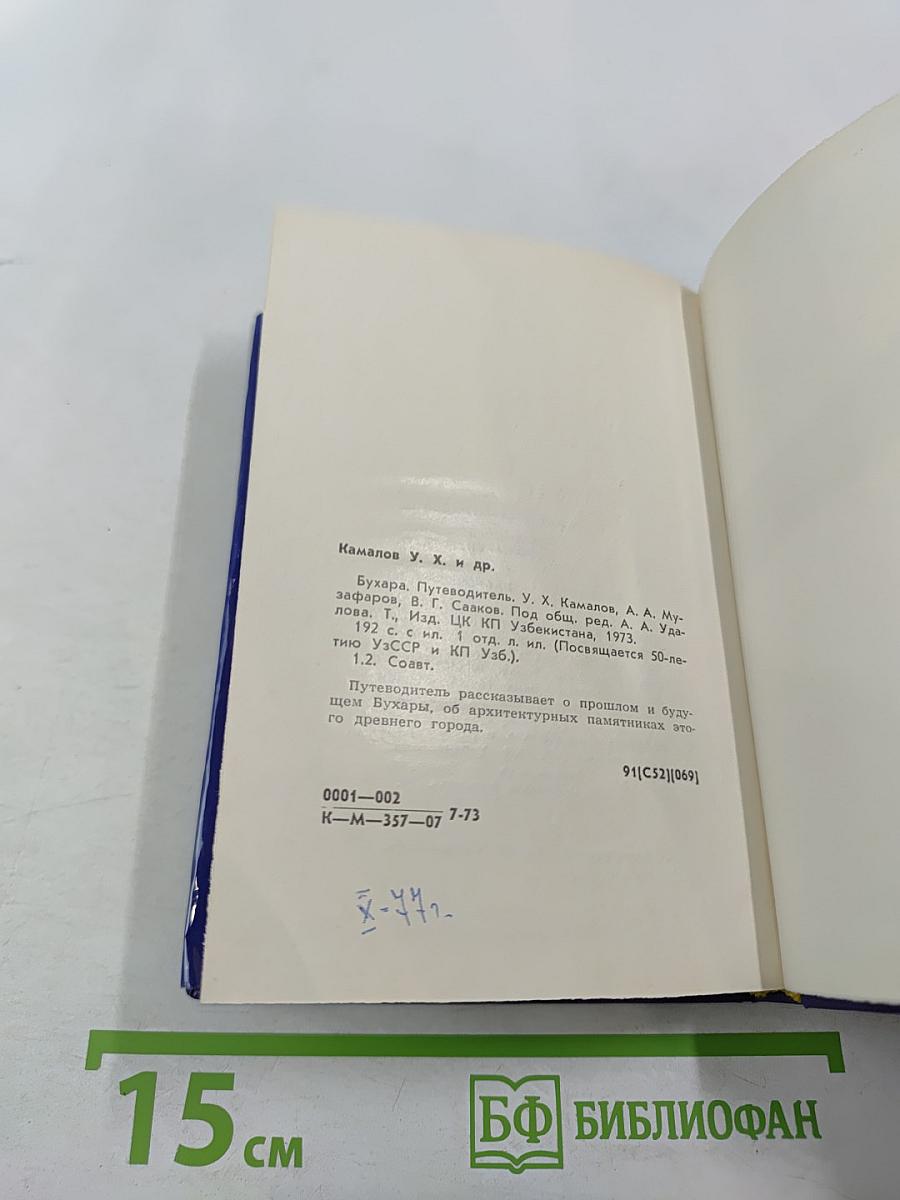 Камалов У. Х. и др.
Бухара. Путеводитель. У. Х. Камалов, А. А. Му-
зафаров, В. Г. Сааков. Под общ. ред. А. А. Уда-
лова. Т., Изд. ЦК КП Узбекистана, 1973.
192 с. с ил. 1 отд. л. ил. (Посвящается 50-ле-
тию УзССР и КП Узб.).
1.2. Соавт.
Путеводитель рассказывает о прошлом и буду-
щем Бухары, об архитектурных памятниках это-
го древнего города.
91[С52][069]
0001—002
К—М—357—07 7-73
X-77г.
15 см
БФ БИБЛИОФАН